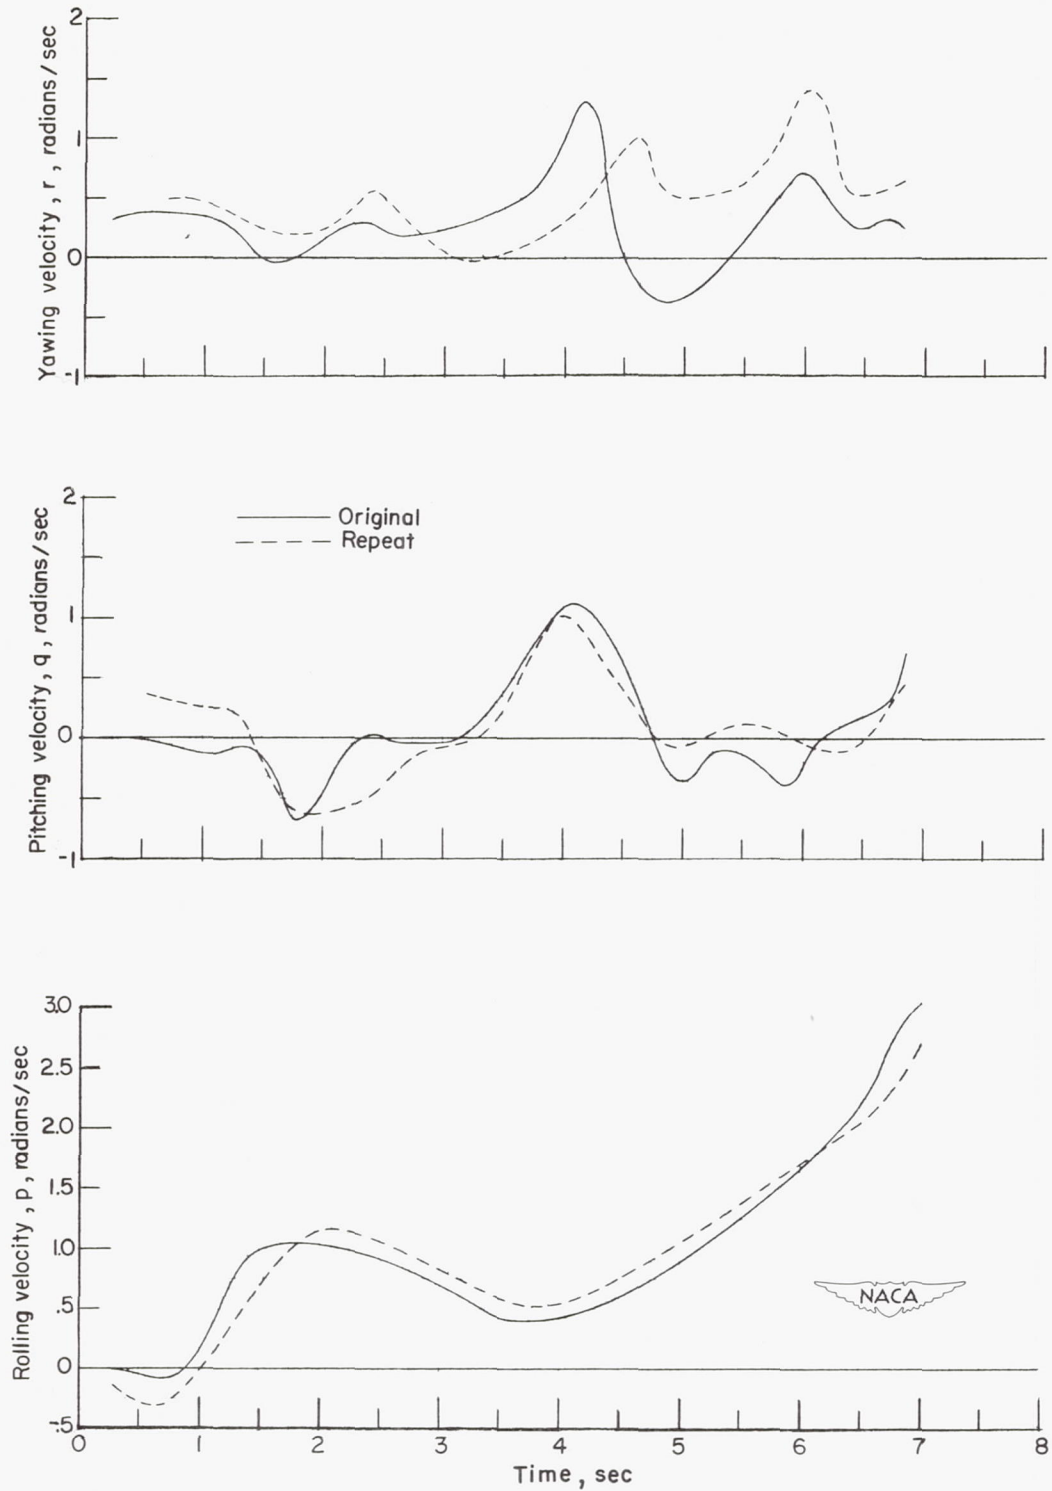 2
1
0
-1
Yawing velocity, r, radians/sec
2
1
0
-1
Pitching velocity, q, radians/sec
Original
Repeat
3.0
2.5
2.0
1.5
1.0
.5
0
-.5
Rolling velocity, p, radians/sec
NACA
0 1 2 3 4 5 6 7 8
Time, sec